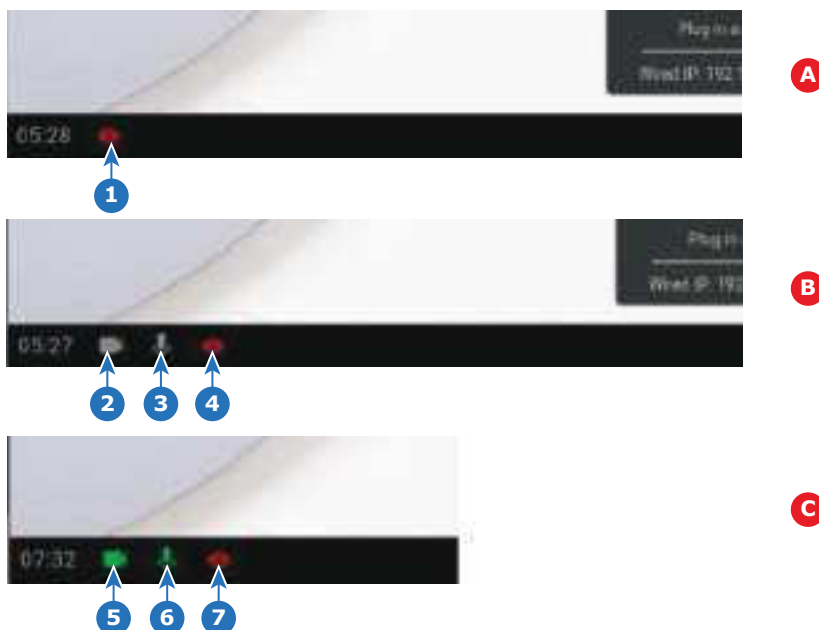 Plug in a
A
Wired IP: 192.1
05:28
1
Plug in
B
Wired IP: 192
05:27
2 3 4
C
07:32
5 6 7